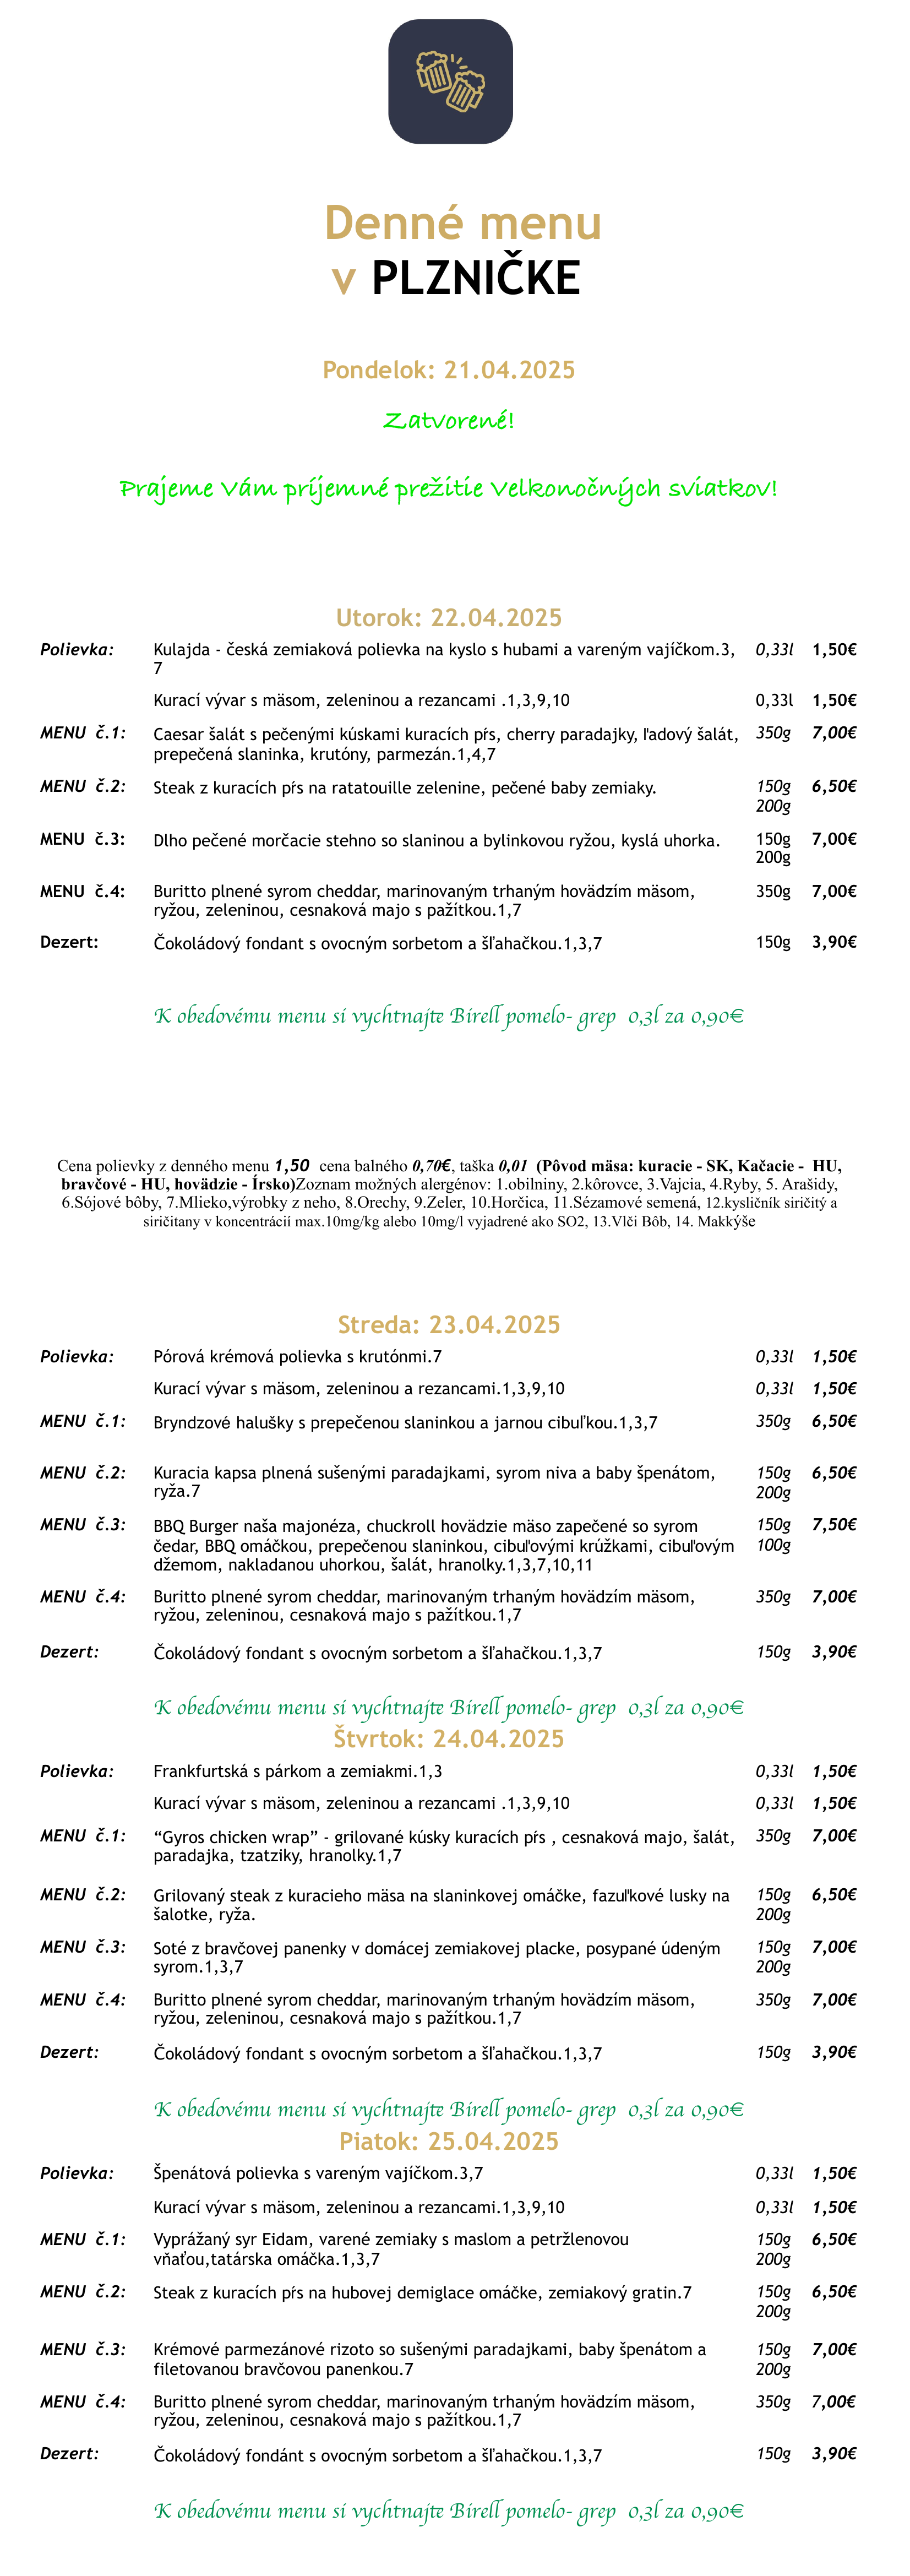 Denné menu
v PLZNIČKE
Pondelok: 21.04.2025
Zatvorené!
Prajeme Vám príjemné prežitie Velkonočných sviatkov!
Utorok: 22.04.2025
Polievka: Kulajda - česká zemiaková polievka na kyslo s hubami a vareným vajíčkom.3, 0,33l 1,50€
7
Kurací vývar s mäsom, zeleninou a rezancami .1,3,9,10 0,33l 1,50€
MENU č.1: Caesar šalát s pečenými kúskami kuracích pŕs, cherry paradajky, ľadový šalát, 350g 7,00€
prepečená slaninka, krutóny, parmezán.1,4,7
MENU č.2: Steak z kuracích pŕs na ratatouille zelenine, pečené baby zemiaky. 150g 6,50€
200g
MENU č.3: Dlho pečené morčacie stehno so slaninou a bylinkovou ryžou, kyslá uhorka. 150g 7,00€
200g
MENU č.4: Buritto plnené syrom cheddar, marinovaným trhaným hovädzím mäsom, 350g 7,00€
ryžou, zeleninou, cesnaková majo s pažítkou.1,7
Dezert: Čokoládový fondant s ovocným sorbetom a šľahačkou.1,3,7 150g 3,90€
K obedovému menu si vychtnajte Birell pomelo- grep 0,3l za 0,90€
Cena polievky z denného menu 1,50 cena balného 0,70€, taška 0,01 (Pôvod mäsa: kuracie - SK, Kačacie - HU,
bravčové - HU, hovädzie - Írsko)Zoznam možných alergénov: 1.obilniny, 2.kôrovce, 3.Vajcia, 4.Ryby, 5. Arašidy,
6.Sójové bôby, 7.Mlieko,výrobky z neho, 8.Orechy, 9.Zeler, 10.Horčica, 11.Sézamové semená, 12.kysličník siričitý a
siričitany v koncentrácií max.10mg/kg alebo 10mg/l vyjadrené ako SO2, 13.Vlči Bôb, 14. Makkýše
Streda: 23.04.2025
Polievka: Pórová krémová polievka s krutónmi.7 0,33l 1,50€
Kurací vývar s mäsom, zeleninou a rezancami.1,3,9,10 0,33l 1,50€
MENU č.1: Bryndzové halušky s prepečenou slaninkou a jarnou cibuľkou.1,3,7 350g 6,50€
MENU č.2: Kuracia kapsa plnená sušenými paradajkami, syrom niva a baby špenátom, 150g 6,50€
ryža.7 200g
MENU č.3: BBQ Burger naša majonéza, chuckroll hovädzie mäso zapečené so syrom 150g 7,50€
čedar, BBQ omáčkou, prepečenou slaninkou, cibuľovými krúžkami, cibuľovým 100g
džemom, nakladanou uhorkou, šalát, hranolky.1,3,7,10,11
MENU č.4: Buritto plnené syrom cheddar, marinovaným trhaným hovädzím mäsom, 350g 7,00€
ryžou, zeleninou, cesnaková majo s pažítkou.1,7
Dezert: Čokoládový fondant s ovocným sorbetom a šľahačkou.1,3,7 150g 3,90€
K obedovému menu si vychtnajte Birell pomelo- grep 0,3l za 0,90€
Štvrtok: 24.04.2025
Polievka: Frankfurtská s párkom a zemiakmi.1,3 0,33l 1,50€
Kurací vývar s mäsom, zeleninou a rezancami .1,3,9,10 0,33l 1,50€
MENU č.1: “Gyros chicken wrap” - grilované kúsky kuracích pŕs , cesnaková majo, šalát, 350g 7,00€
paradajka, tzatziky, hranolky.1,7
MENU č.2: Grilovaný steak z kuracieho mäsa na slaninkovej omáčke, fazuľkové lusky na 150g 6,50€
šalotke, ryža. 200g
MENU č.3: Soté z bravčovej panenky v domácej zemiakovej placke, posypané údeným 150g 7,00€
syrom.1,3,7 200g
MENU č.4: Buritto plnené syrom cheddar, marinovaným trhaným hovädzím mäsom, 350g 7,00€
ryžou, zeleninou, cesnaková majo s pažítkou.1,7
Dezert: Čokoládový fondant s ovocným sorbetom a šľahačkou.1,3,7 150g 3,90€
K obedovému menu si vychtnajte Birell pomelo- grep 0,3l za 0,90€
Piatok: 25.04.2025
Polievka: Špenátová polievka s vareným vajíčkom.3,7 0,33l 1,50€
Kurací vývar s mäsom, zeleninou a rezancami.1,3,9,10 0,33l 1,50€
MENU č.1: Vyprážaný syr Eidam, varené zemiaky s maslom a petržlenovou 150g 6,50€
vňaťou,tatárska omáčka.1,3,7 200g
MENU č.2: Steak z kuracích pŕs na hubovej demiglace omáčke, zemiakový gratin.7 150g 6,50€
200g
MENU č.3: Krémové parmezánové rizoto so sušenými paradajkami, baby špenátom a 150g 7,00€
filetovanou bravčovou panenkou.7 200g
MENU č.4: Buritto plnené syrom cheddar, marinovaným trhaným hovädzím mäsom, 350g 7,00€
ryžou, zeleninou, cesnaková majo s pažítkou.1,7
Dezert: Čokoládový fondánt s ovocným sorbetom a šľahačkou.1,3,7 150g 3,90€
K obedovému menu si vychtnajte Birell pomelo- grep 0,3l za 0,90€